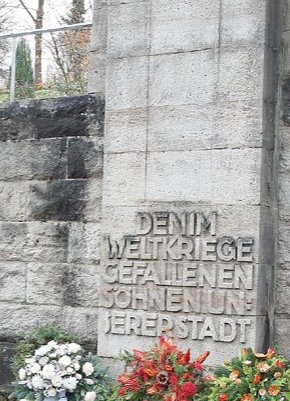 DEN IM
WELTKRIEGE
GEFALLENEN
SÖHNEN UN:
SERER STADT